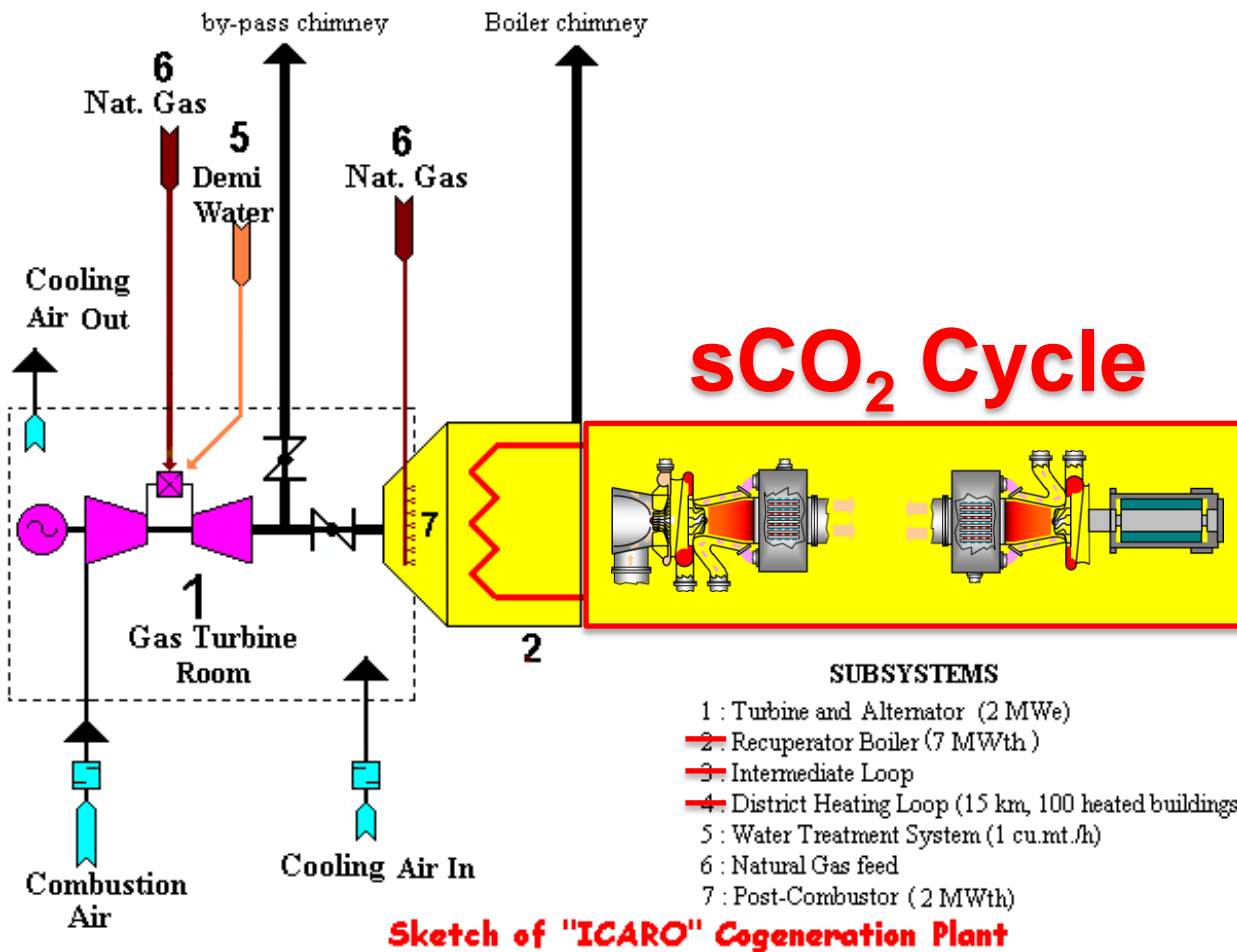 by-pass chimney
Boiler chimney
6
Nat. Gas
5
Demi
Water
6
Nat. Gas
Cooling
Air Out
sCO₂ Cycle
7
1
Gas Turbine
Room
2
Combustion
Air
Cooling Air In
SUBSYSTEMS
1 : Turbine and Alternator (2 MWe)
2 : Recuperator Boiler (7 MWth )
3 : Intermediate Loop
4 : District Heating Loop (15 km, 100 heated buildings
5 : Water Treatment System (1 cu.mt./h)
6 : Natural Gas feed
7 : Post-Combustor (2 MWth)
Sketch of "ICARO" Cogeneration Plant